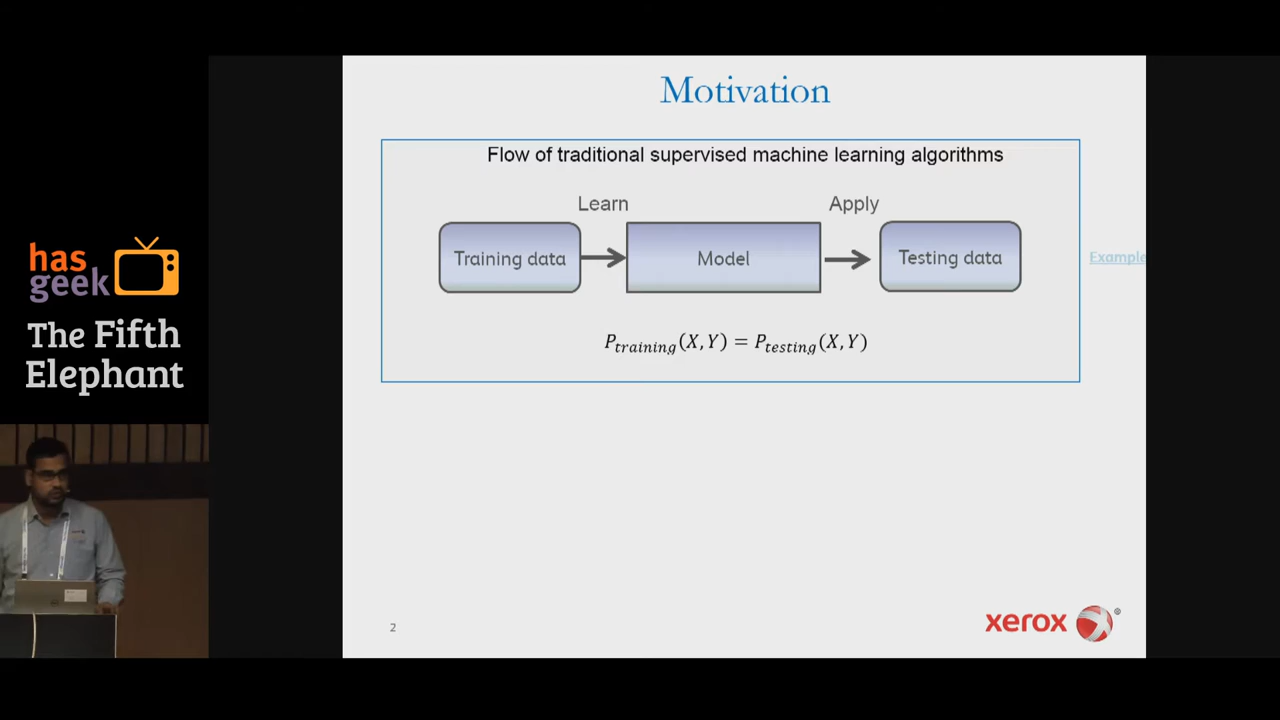 has
geek
The Fifth
Elephant
Motivation
Flow of traditional supervised machine learning algorithms
Learn
Apply
Training data
Model
Testing data
Example
P_training(X,Y) = P_testing(X,Y)
2
xerox ®